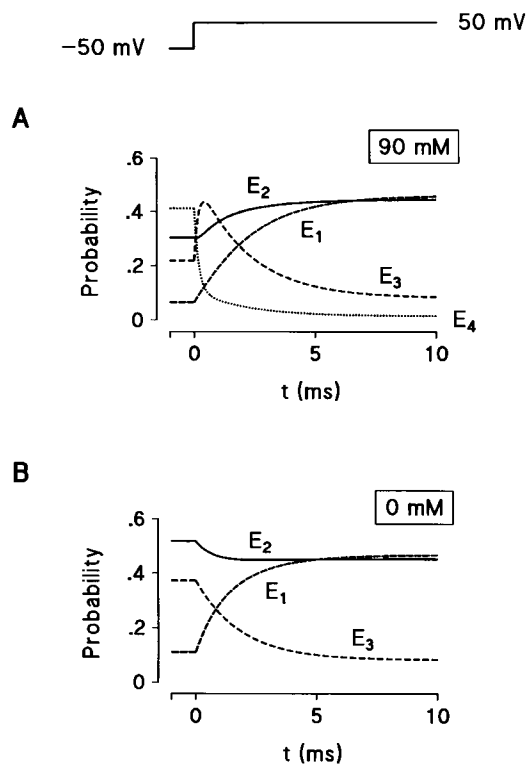 50 mV
−50 mV
A
90 mM
.6
.4
.2
0
Probability
E2
E1
E3
E4
0
5
10
t (ms)
B
0 mM
.6
.4
.2
0
Probability
E2
E1
E3
0
5
10
t (ms)